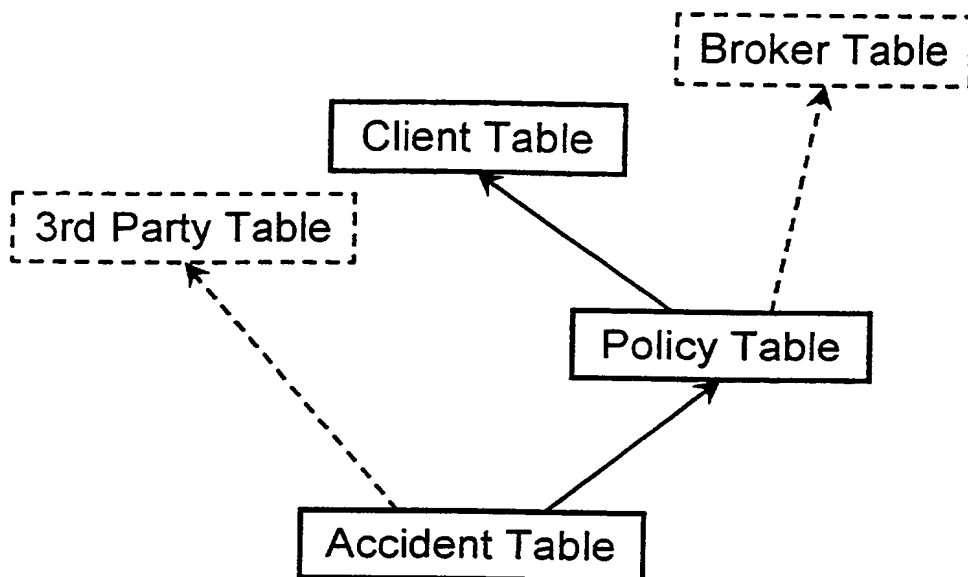 Broker Table
Client Table
3rd Party Table
Policy Table
Accident Table